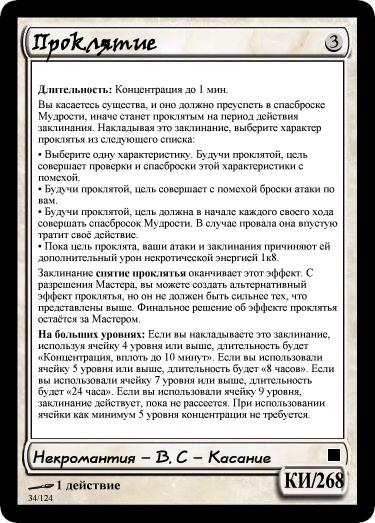 Проклятие
3
Длительность: Концентрация до 1 мин.
Вы касаетесь существа, и оно должно преуспеть в спасброске
Мудрости, иначе станет проклятым на период действия
заклинания. Накладывая это заклинание, выберите характер
проклятья из следующего списка:
• Выберите одну характеристику. Будучи проклятой, цель
совершает проверки и спасброски этой характеристики с
помехой.
• Будучи проклятой, цель совершает с помехой броски атаки по
вам.
• Будучи проклятой, цель должна в начале каждого своего хода
совершать спасбросок Мудрости. В случае провала она впустую
тратит своё действие.
• Пока цель проклята, ваши атаки и заклинания причиняют ей
дополнительный урон некротической энергией 1к8.
Заклинание снятие проклятья оканчивает этот эффект. С
разрешения Мастера, вы можете создать альтернативный
эффект проклятья, но он не должен быть сильнее тех, что
представлены выше. Финальное решение об эффекте проклятья
остаётся за Мастером.
На больших уровнях: Если вы накладываете это заклинание,
используя ячейку 4 уровня или выше, длительность будет
«Концентрация, вплоть до 10 минут». Если вы использовали
ячейку 5 уровня или выше, длительность будет «8 часов». Если
вы использовали ячейку 7 уровня или выше, длительность
будет «24 часа». Если вы использовали ячейку 9 уровня,
заклинание действует, пока не рассеется. При использовании
ячейки как минимум 5 уровня концентрация не требуется.
Некромантия – В, С – Касание
КИ/268
1 действие
34/124